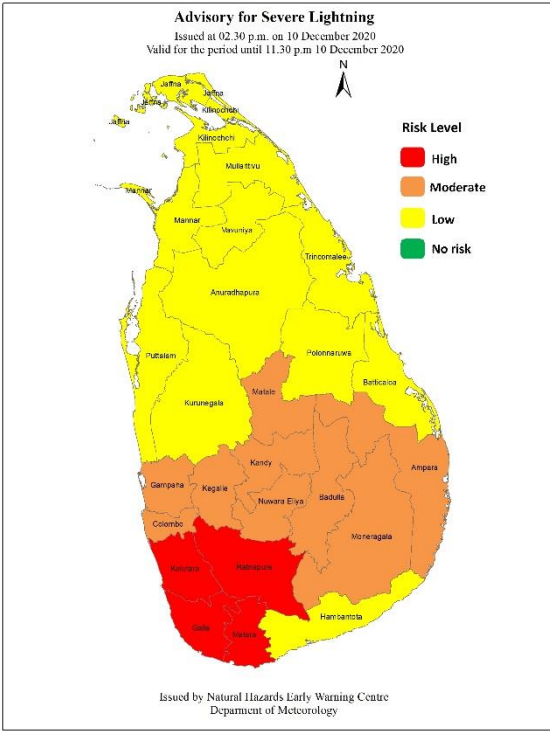 Advisory for Severe Lightning
Issued at 02.30 p.m. on 10 December 2020
Valid for the period until 11.30 p.m 10 December 2020
N
Risk Level
High
Moderate
Low
No risk
Jaffna
Jaffna
Jaffna
Jaffna
Kilinochchi
Kilinochchi
Mullaitivu
Mannar
Mannar
Vavuniya
Trincomalee
Anuradhapura
Puttalam
Polonnaruwa
Batticaloa
Matale
Kurunegala
Kandy
Ampara
Gampaha
Kegalle
Nuwara Eliya
Badulla
Colombo
Moneragala
Kalutara
Ratnapura
Hambantota
Galle
Matara
Issued by Natural Hazards Early Warning Centre
Deparment of Meteorology